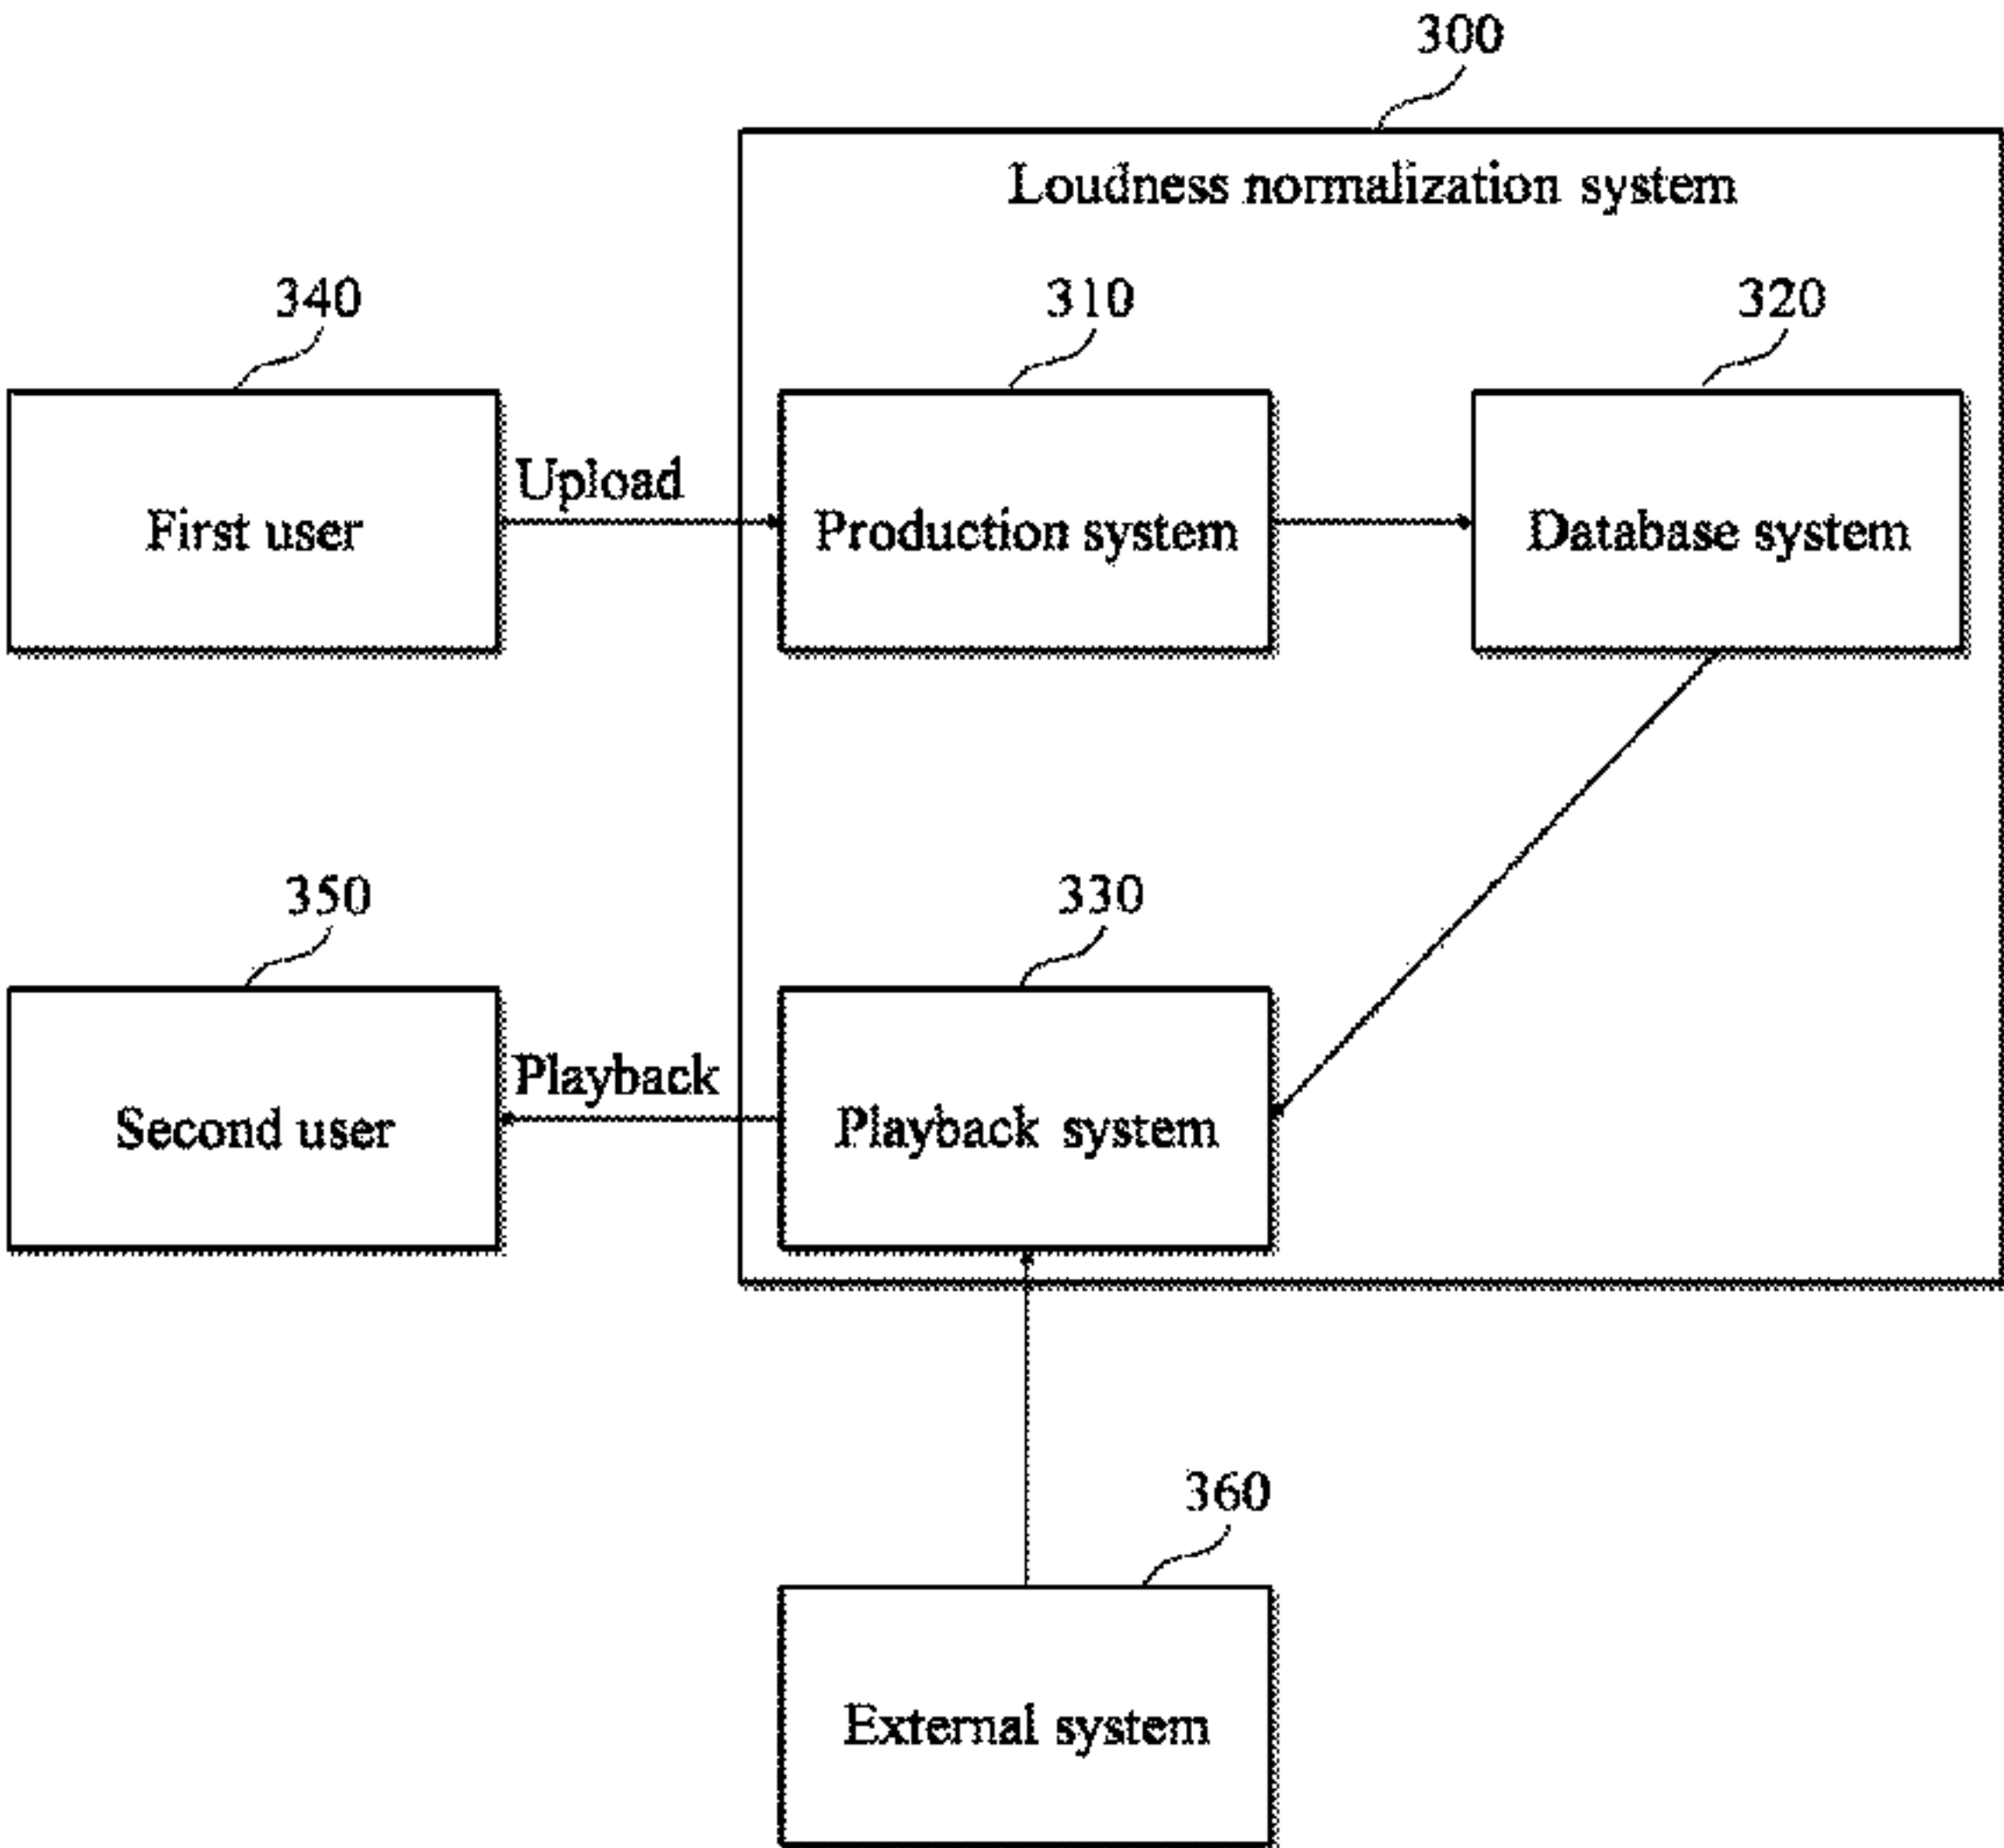 300
Loudness normalization system
340
310
320
First user
Upload
Production system
Database system
350
330
Second user
Playback
Playback system
360
External system